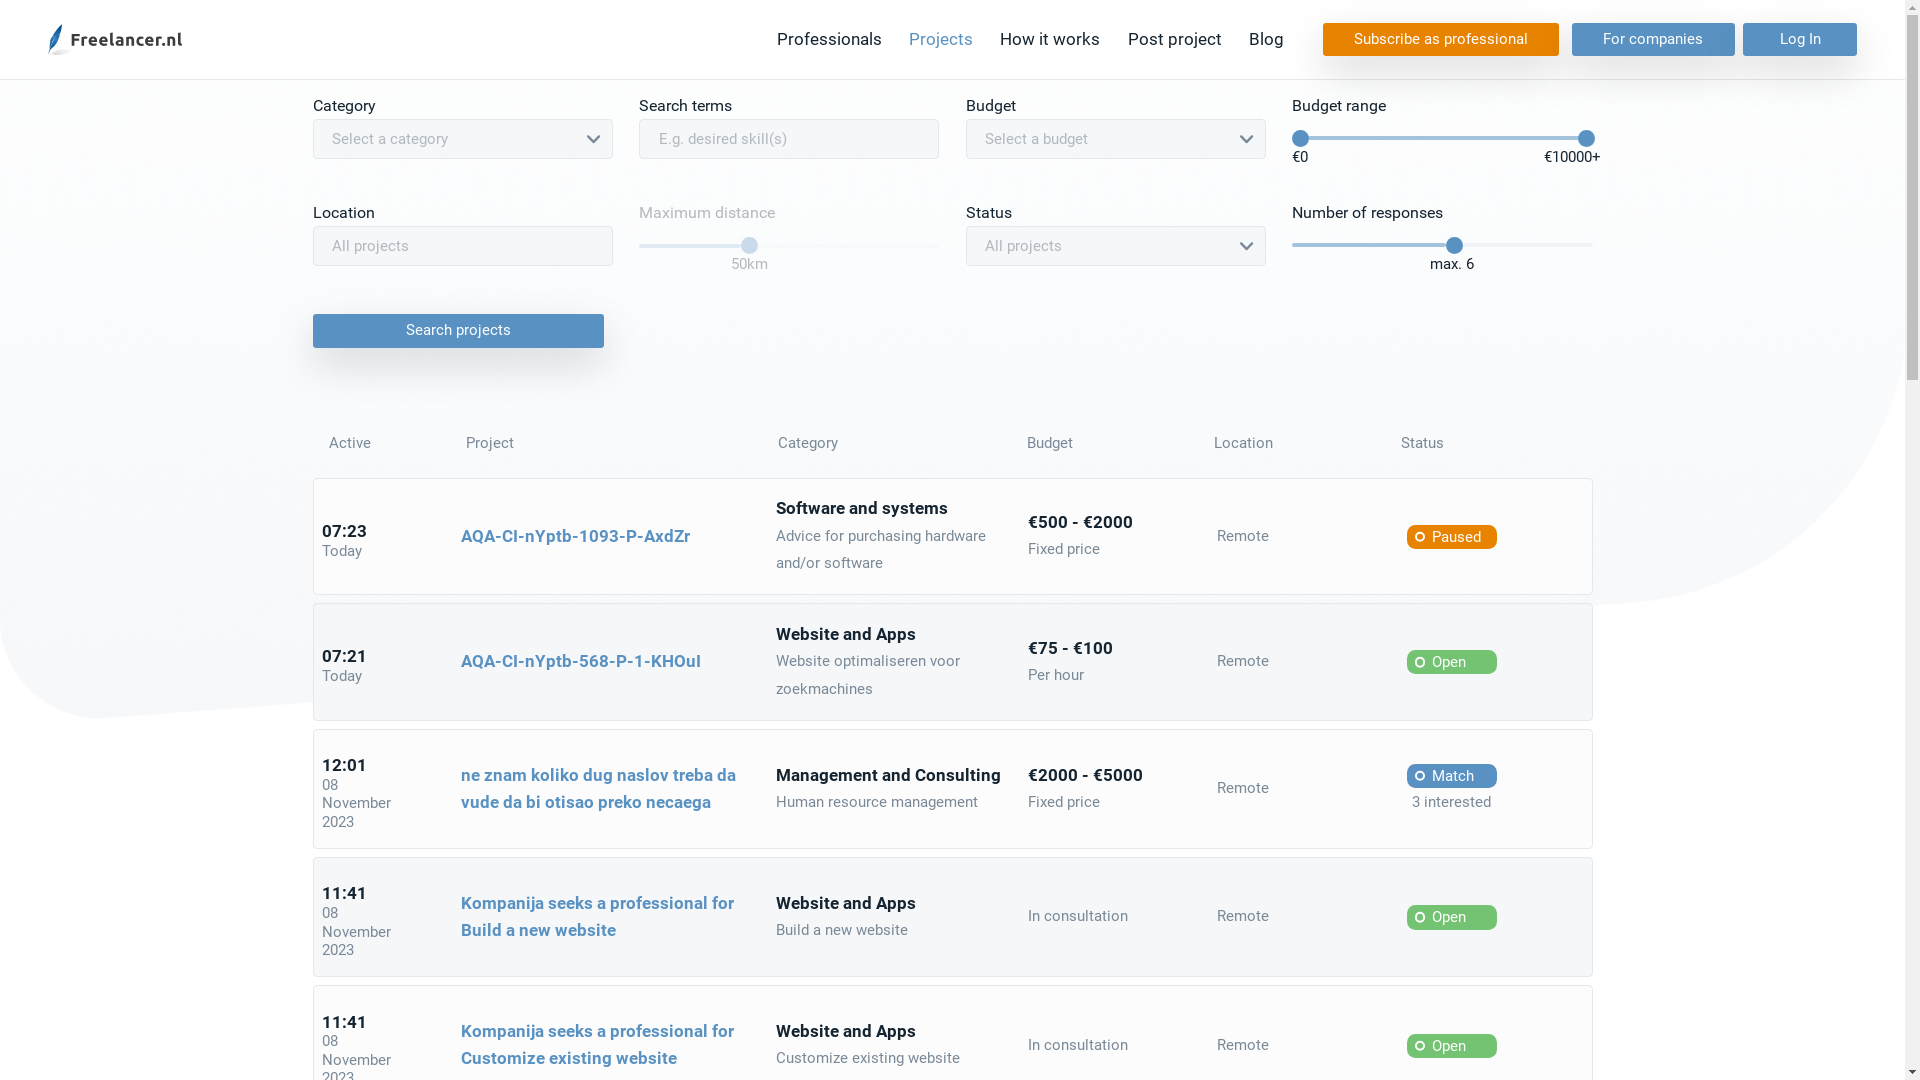 Freelancer.nl
Professionals Projects How it works Post project Blog Subscribe as professional For companies Log In
Category Search terms Budget Budget range
Select a category E.g. desired skill(s) Select a budget
€0 €10000+
Location Maximum distance Status Number of responses
All projects All projects
50km max. 6
Search projects
Active Project Category Budget Location Status
07:23
Today
AQA-CI-nYptb-1093-P-AxdZr
Software and systems
Advice for purchasing hardware
and/or software
€500 - €2000
Fixed price
Remote
Paused
07:21
Today
AQA-CI-nYptb-568-P-1-KHOuI
Website and Apps
Website optimaliseren voor
zoekmachines
€75 - €100
Per hour
Remote
Open
12:01
08
November
2023
ne znam koliko dug naslov treba da
vude da bi otisao preko necaega
Management and Consulting
Human resource management
€2000 - €5000
Fixed price
Remote
Match
3 interested
11:41
08
November
2023
Kompanija seeks a professional for
Build a new website
Website and Apps
Build a new website
In consultation
Remote
Open
11:41
08
November
2023
Kompanija seeks a professional for
Customize existing website
Website and Apps
Customize existing website
In consultation
Remote
Open